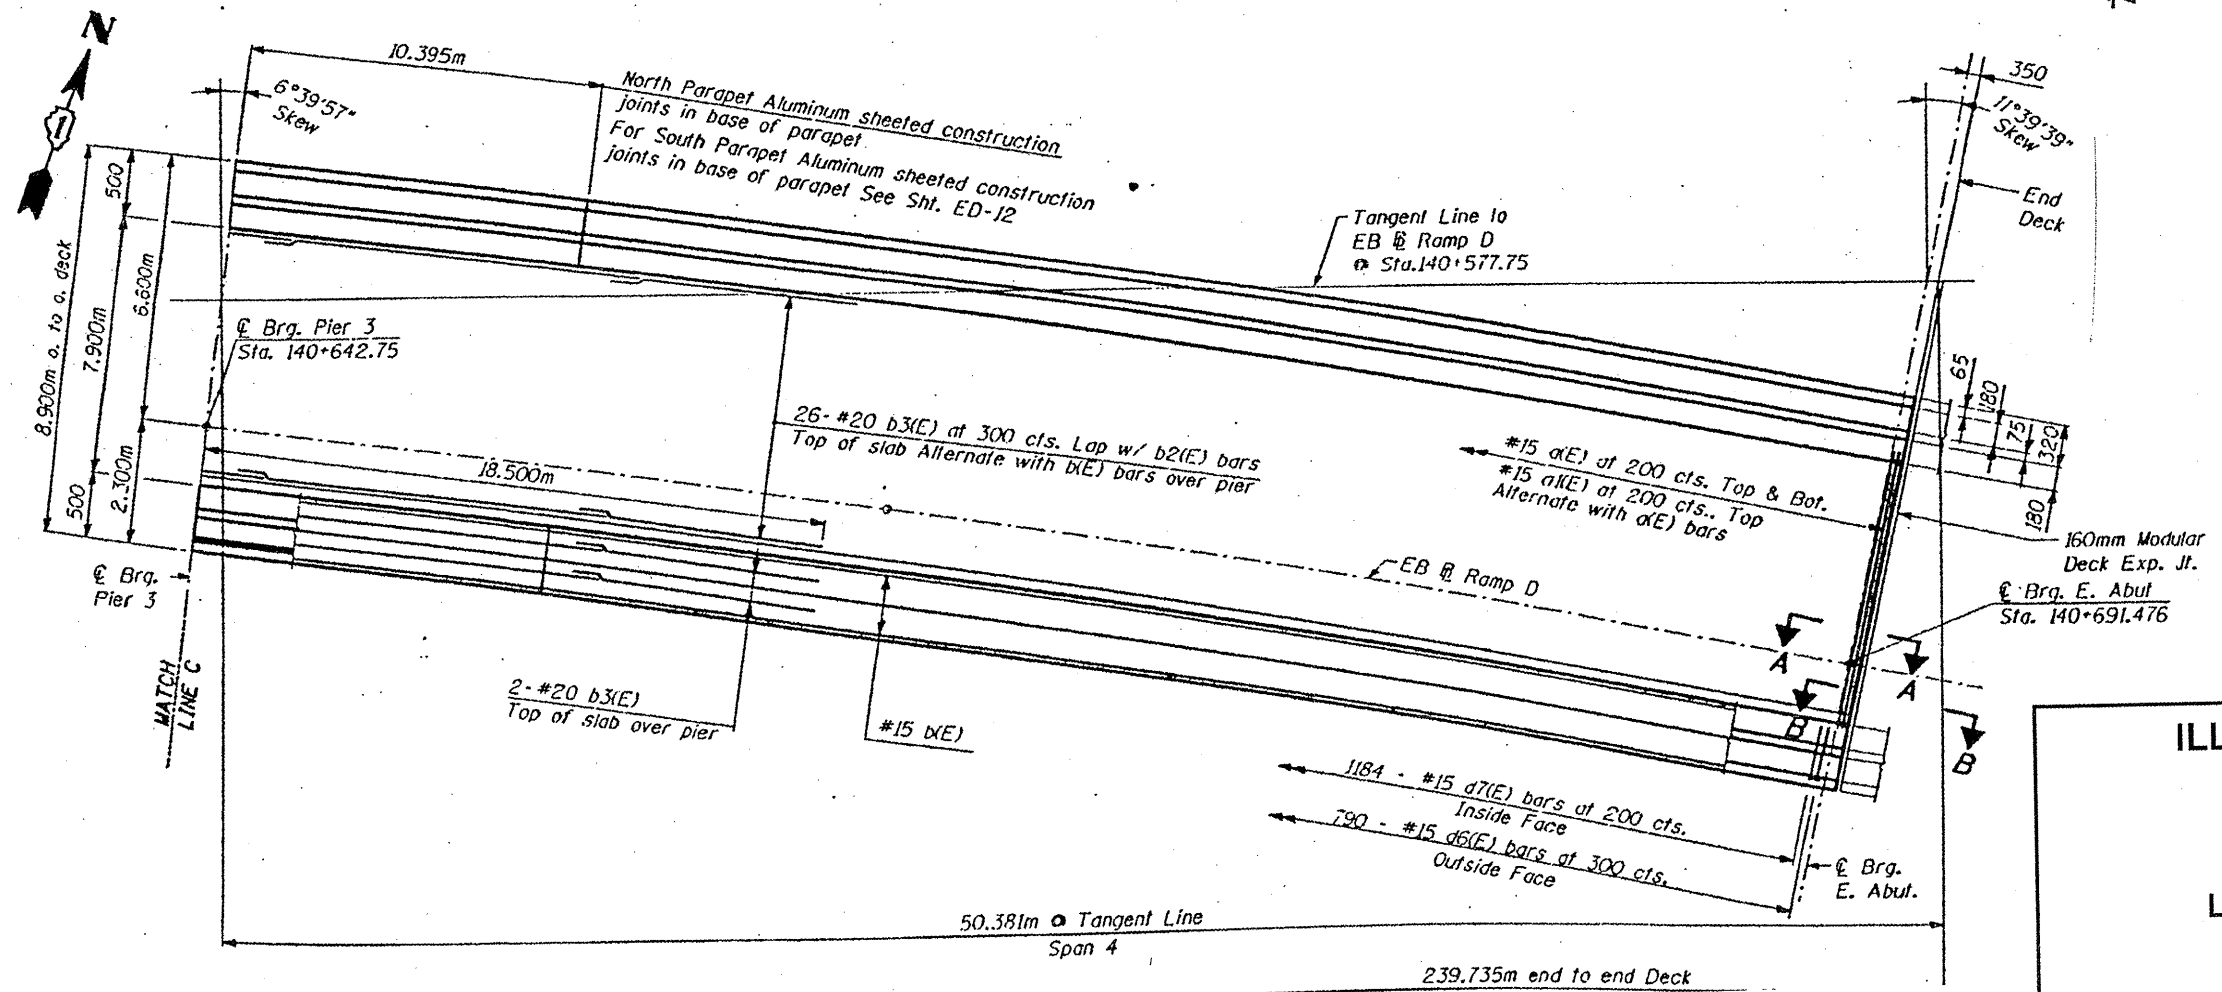 N
1
10.395m
6°39'57"
Skew
North Parapet Aluminum sheeted construction
joints in base of parapet
For South Parapet Aluminum sheeted construction
joints in base of parapet See Sht. ED-12
350
11°39'39"
Skew
End
Deck
Tangent Line to
EB ℄ Ramp D
@ Sta.140+577.75
500
8.900m o. to o. deck
7.900m
6.600m
500
2.300m
℄ Brg. Pier 3
Sta. 140+642.75
18.500m
26- #20 b3(E) at 300 cts. Lap w/ b2(E) bars
Top of slab Alternate with b(E) bars over pier
#15 a(E) at 200 cts. Top & Bot.
#15 a1(E) at 200 cts.. Top
Alternate with a(E) bars
65
180
75
320
180
160mm Modular
Deck Exp. Jt.
℄ Brg. E. Abut
Sta. 140+691.476
EB ℄ Ramp D
℄ Brg.
Pier 3
MATCH
LINE C
2- #20 b3(E)
Top of slab over pier
#15 b(E)
A
A
B
B
1184 - #15 d7(E) bars at 200 cts.
Inside Face
790 - #15 d6(E) bars at 300 cts.
Outside Face
℄ Brg.
E. Abut.
50.381m @ Tangent Line
Span 4
239.735m end to end Deck
ILL
L